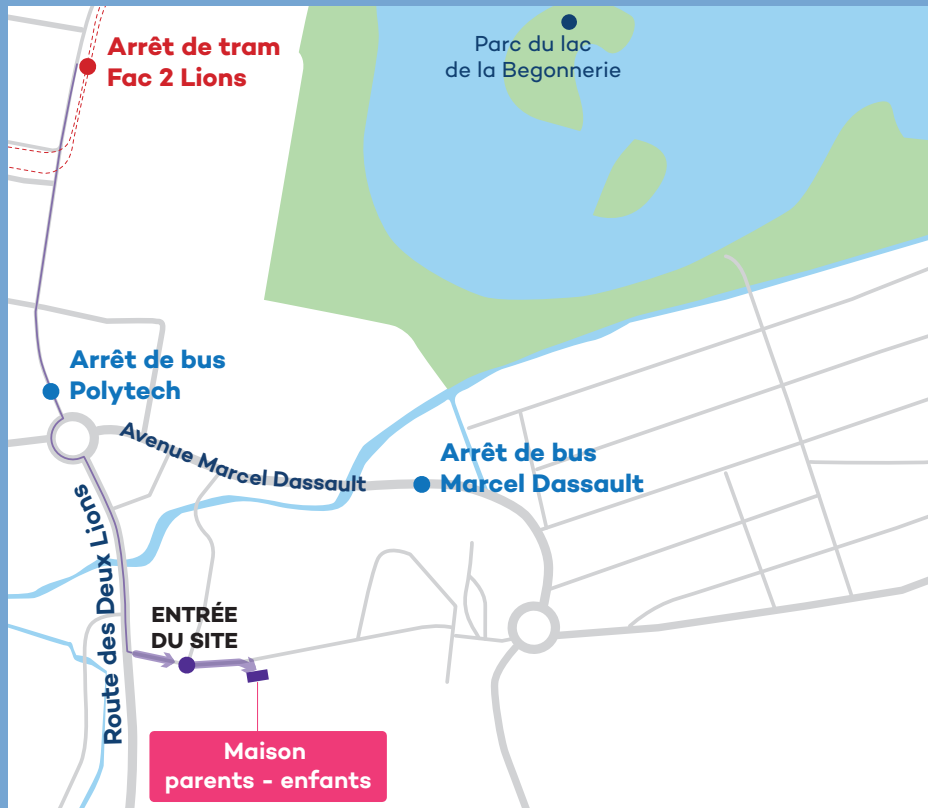 Arrêt de tram
Fac 2 Lions
Parc du lac
de la Begonnerie
Arrêt de bus
Polytech
Avenue Marcel Dassault
Arrêt de bus
Marcel Dassault
Route des Deux Lions
ENTRÉE
DU SITE
Maison
parents - enfants